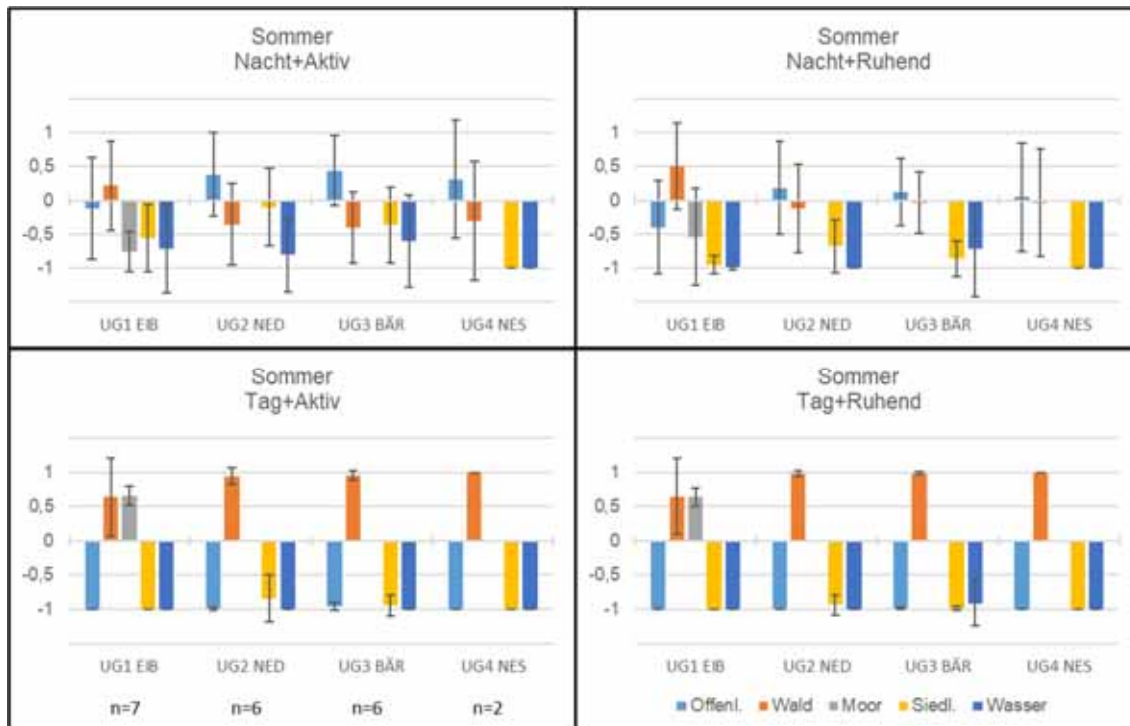 Sommer
Nacht+Aktiv
1
0,5
0
-0,5
-1
UG1 EIB UG2 NED UG3 BÄR UG4 NES
Sommer
Nacht+Ruhend
1
0,5
0
-0,5
-1
UG1 EIB UG2 NED UG3 BÄR UG4 NES
Sommer
Tag+Aktiv
1
0,5
0
-0,5
-1
UG1 EIB UG2 NED UG3 BÄR UG4 NES
n=7 n=6 n=6 n=2
Sommer
Tag+Ruhend
1
0,5
0
-0,5
-1
UG1 EIB UG2 NED UG3 BÄR UG4 NES
Offenl. Wald Moor Siedl. Wasser